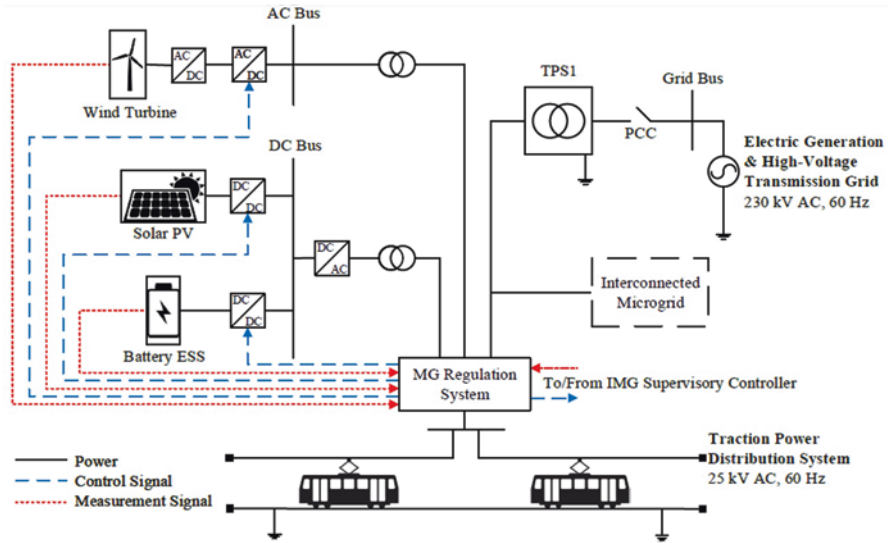 AC Bus
AC
DC
AC
DC
Wind Turbine
TPS1
Grid Bus
PCC
Electric Generation
& High-Voltage
Transmission Grid
230 kV AC, 60 Hz
DC Bus
DC
DC
Solar PV
DC
AC
Interconnected
Microgrid
DC
DC
Battery ESS
MG Regulation
System
To/From IMG Supervisory Controller
Traction Power
Distribution System
25 kV AC, 60 Hz
Power
Control Signal
Measurement Signal